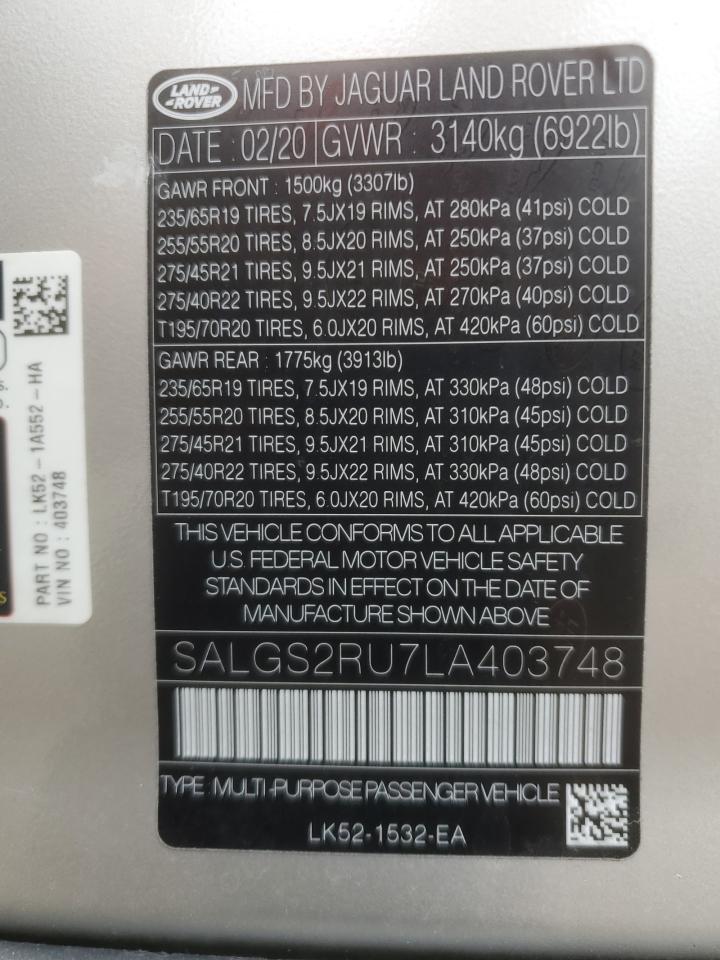 LAND-
-ROVER
MFD BY JAGUAR LAND ROVER LTD
DATE : 02/20 GVWR : 3140kg (6922lb)
GAWR FRONT : 1500kg (3307lb)
235/65R19 TIRES, 7.5JX19 RIMS, AT 280kPa (41psi) COLD
255/55R20 TIRES, 8.5JX20 RIMS, AT 250kPa (37psi) COLD
275/45R21 TIRES, 9.5JX21 RIMS, AT 250kPa (37psi) COLD
275/40R22 TIRES, 9.5JX22 RIMS, AT 270kPa (40psi) COLD
T195/70R20 TIRES, 6.0JX20 RIMS, AT 420kPa (60psi) COLD
GAWR REAR : 1775kg (3913lb)
235/65R19 TIRES, 7.5JX19 RIMS, AT 330kPa (48psi) COLD
255/55R20 TIRES, 8.5JX20 RIMS, AT 310kPa (45psi) COLD
275/45R21 TIRES, 9.5JX21 RIMS, AT 310kPa (45psi) COLD
275/40R22 TIRES, 9.5JX22 RIMS, AT 330kPa (48psi) COLD
T195/70R20 TIRES, 6.0JX20 RIMS, AT 420kPa (60psi) COLD
THIS VEHICLE CONFORMS TO ALL APPLICABLE
U.S. FEDERAL MOTOR VEHICLE SAFETY
STANDARDS IN EFFECT ON THE DATE OF
MANUFACTURE SHOWN ABOVE
SALGS2RU7LA403748
TYPE : MULTI-PURPOSE PASSENGER VEHICLE
LK52-1532-EA
PART NO : LK52 - 1A552 - HA
VIN NO : 403748